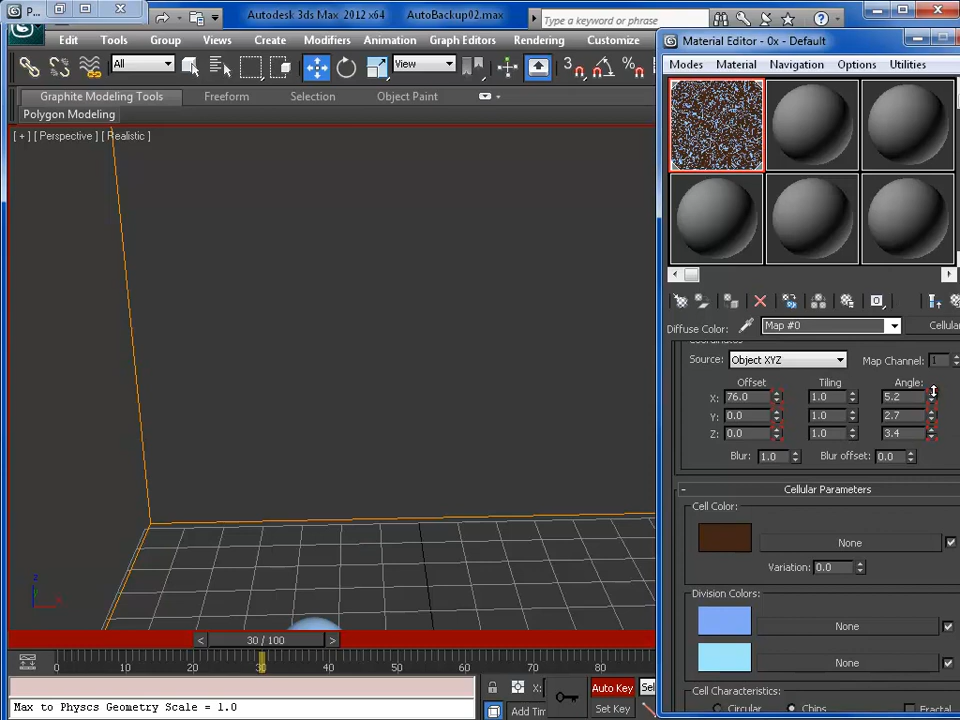 P...
Autodesk 3ds Max 2012 x64 AutoBackup02.max
Type a keyword or phrase
Edit Tools Group Views Create Modifiers Animation Graph Editors Rendering Customize
All View
Graphite Modeling Tools Freeform Selection Object Paint
Polygon Modeling
[ + ] [ Perspective ] [ Realistic ]
Material Editor - 0x - Default
Modes Material Navigation Options Utilities
Diffuse Color: Map #0 Cellular
Coordinates
Source: Object XYZ Map Channel: 1
Offset Tiling Angle:
X: 76.0 1.0 5.2
Y: 0.0 1.0 2.7
Z: 0.0 1.0 3.4
Blur: 1.0 Blur offset: 0.0
Cellular Parameters
Cell Color:
None
Variation: 0.0
Division Colors:
None
None
Cell Characteristics:
Circular Chips Fractal
z
y
x
< 30 / 100 >
0 10 20 30 40 50 60 70 80
X: Auto Key Sel
Max to Physcs Geometry Scale = 1.0
Add Tim Set Key